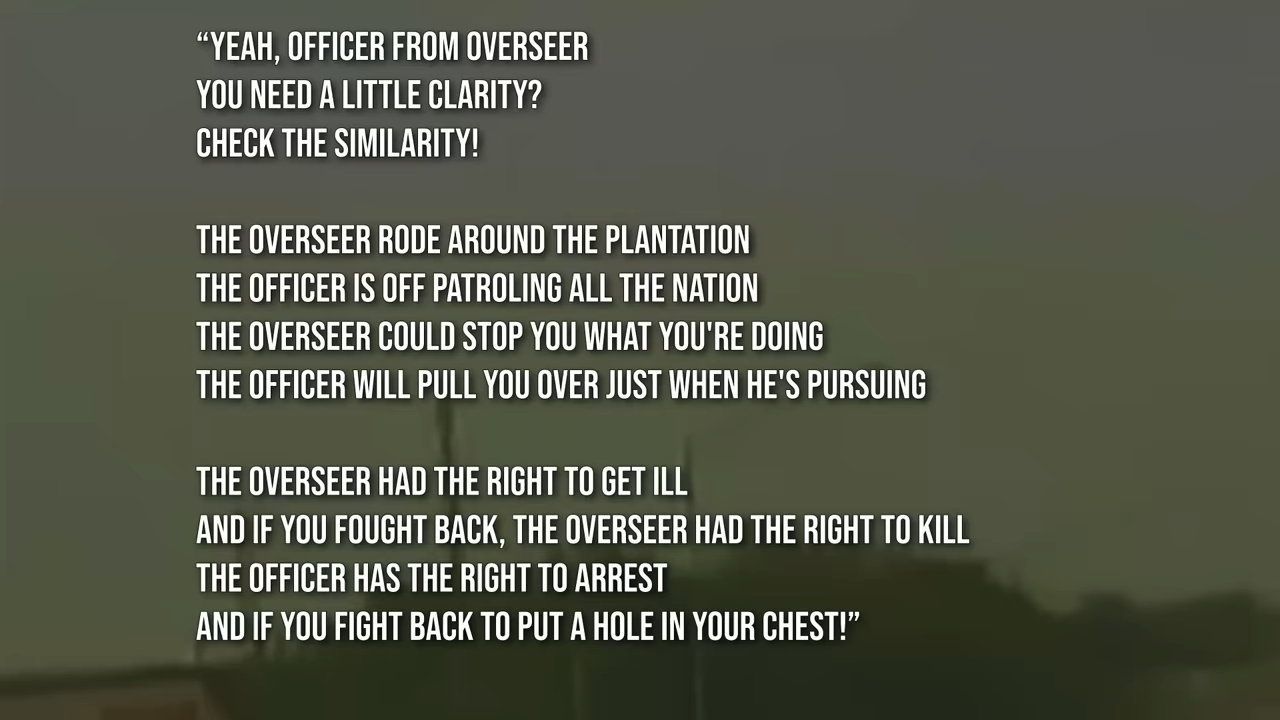 “YEAH, OFFICER FROM OVERSEER
YOU NEED A LITTLE CLARITY?
CHECK THE SIMILARITY!
THE OVERSEER RODE AROUND THE PLANTATION
THE OFFICER IS OFF PATROLING ALL THE NATION
THE OVERSEER COULD STOP YOU WHAT YOU'RE DOING
THE OFFICER WILL PULL YOU OVER JUST WHEN HE'S PURSUING
THE OVERSEER HAD THE RIGHT TO GET ILL
AND IF YOU FOUGHT BACK, THE OVERSEER HAD THE RIGHT TO KILL
THE OFFICER HAS THE RIGHT TO ARREST
AND IF YOU FIGHT BACK TO PUT A HOLE IN YOUR CHEST!”